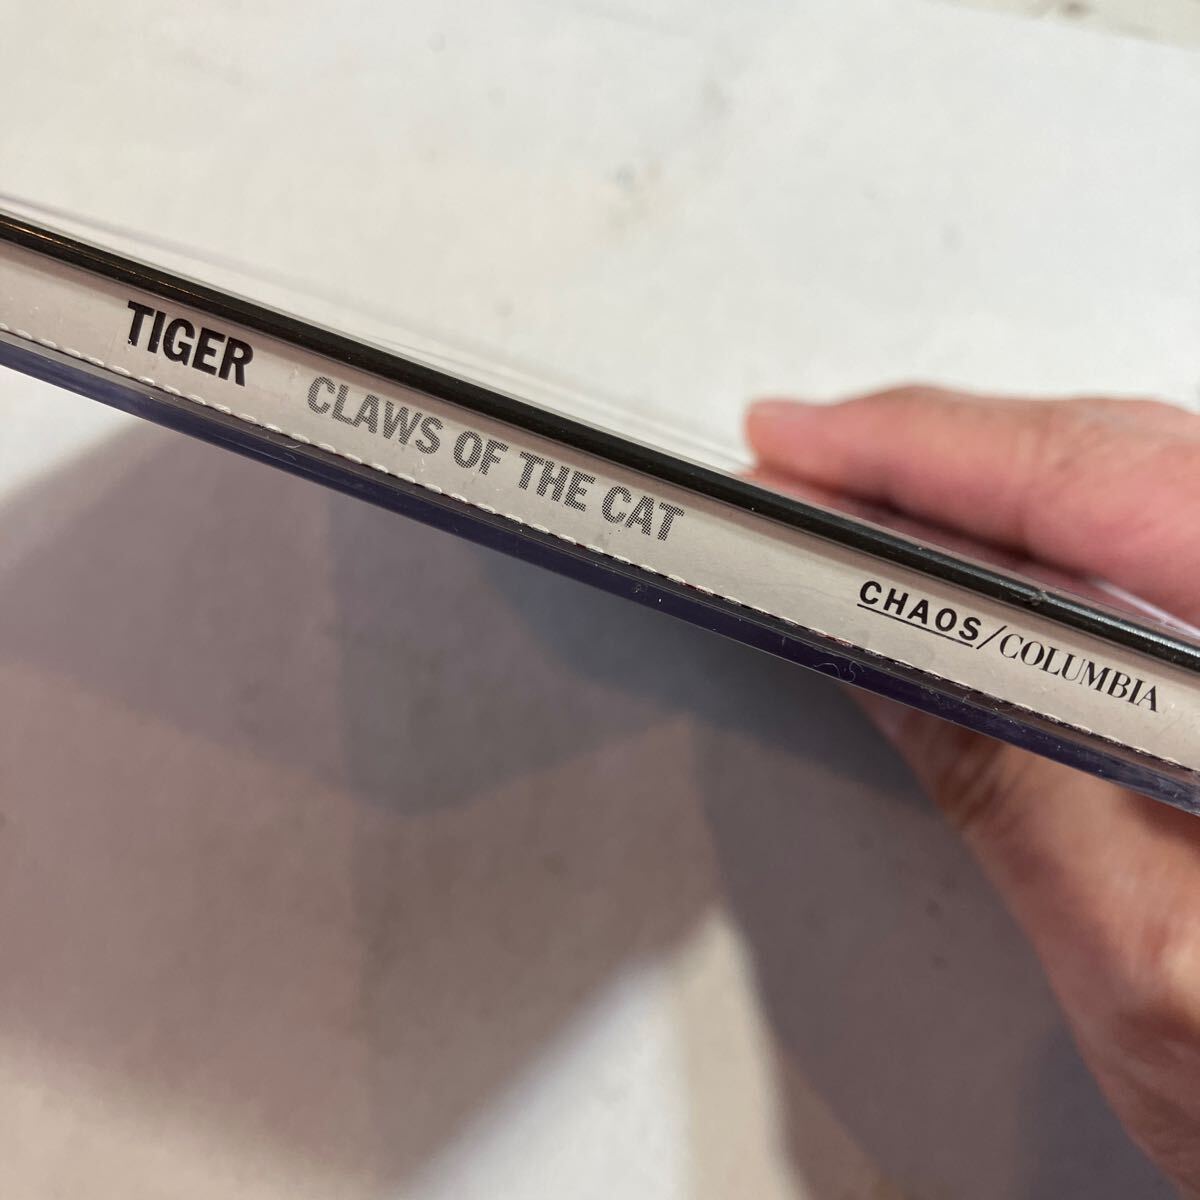 TIGER CLAWS OF THE CAT CHAOS/COLUMBIA